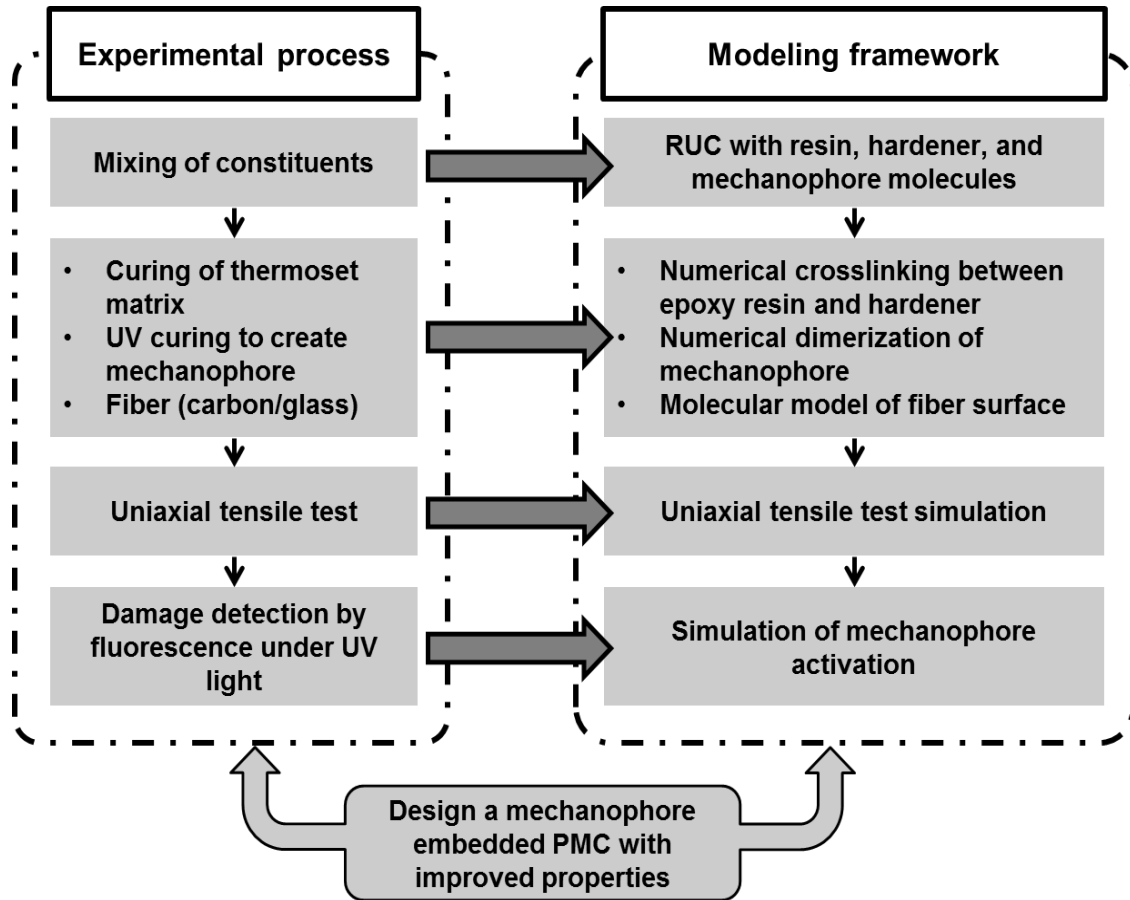 Experimental process
Mixing of constituents
• Curing of thermoset
matrix
• UV curing to create
mechanophore
• Fiber (carbon/glass)
Uniaxial tensile test
Damage detection by
fluorescence under UV
light
Modeling framework
RUC with resin, hardener, and
mechanophore molecules
• Numerical crosslinking between
epoxy resin and hardener
• Numerical dimerization of
mechanophore
• Molecular model of fiber surface
Uniaxial tensile test simulation
Simulation of mechanophore
activation
Design a mechanophore
embedded PMC with
improved properties